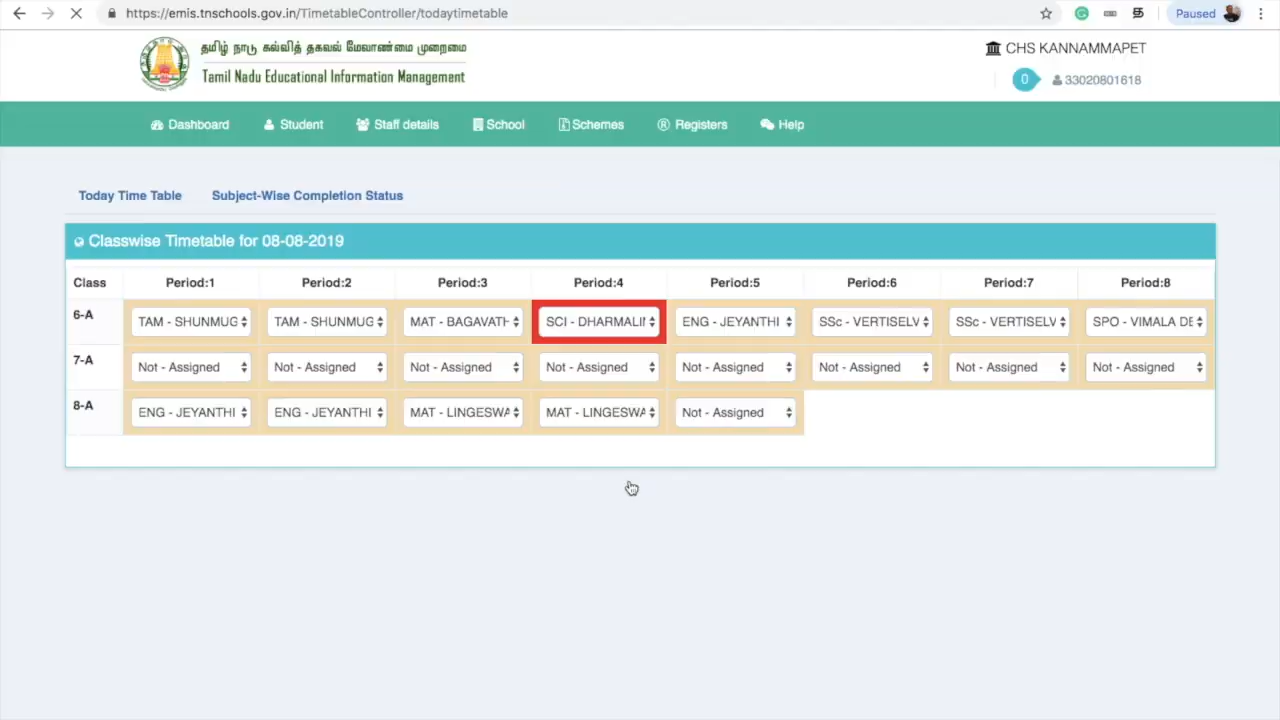 https://emis.tnschools.gov.in/TimetableController/todaytimetable
Paused
தமிழ் நாடு கல்வித் தகவல் மேலாண்மை முறைமை
Tamil Nadu Educational Information Management
CHS KANNAMMAPET
0 33020801618
Dashboard Student Staff details School Schemes Registers Help
Today Time Table Subject-Wise Completion Status
Classwise Timetable for 08-08-2019
Class Period:1 Period:2 Period:3 Period:4 Period:5 Period:6 Period:7 Period:8
6-A TAM - SHUNMUG TAM - SHUNMUG MAT - BAGAVATH SCI - DHARMALIN ENG - JEYANTHI SSc - VERTISELV SSc - VERTISELV SPO - VIMALA DE
7-A Not - Assigned Not - Assigned Not - Assigned Not - Assigned Not - Assigned Not - Assigned Not - Assigned Not - Assigned
8-A ENG - JEYANTHI ENG - JEYANTHI MAT - LINGESWA MAT - LINGESWA Not - Assigned